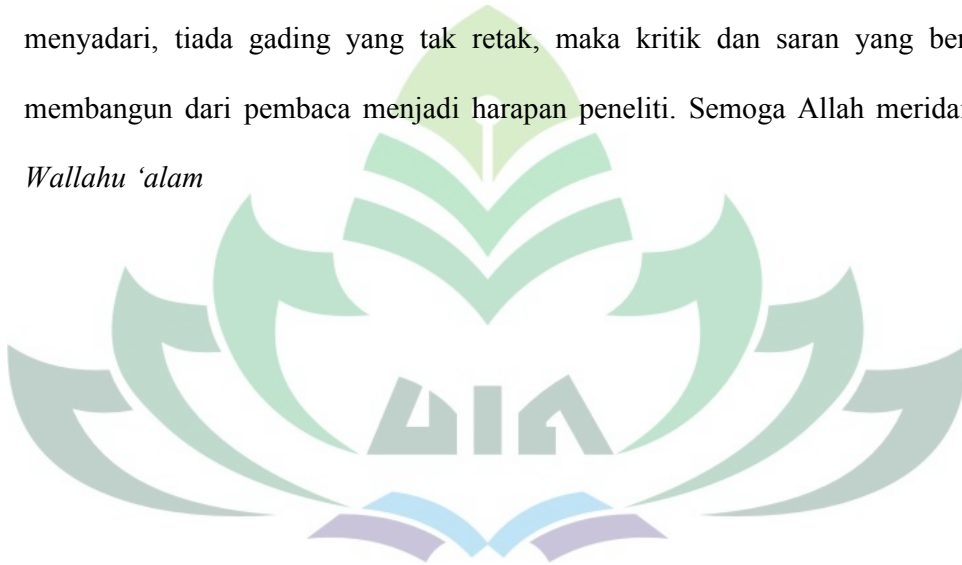 menyadari, tiada gading yang tak retak, maka kritik dan saran yang ber
membangun dari pembaca menjadi harapan peneliti. Semoga Allah merida
Wallahu ‘alam
UIN